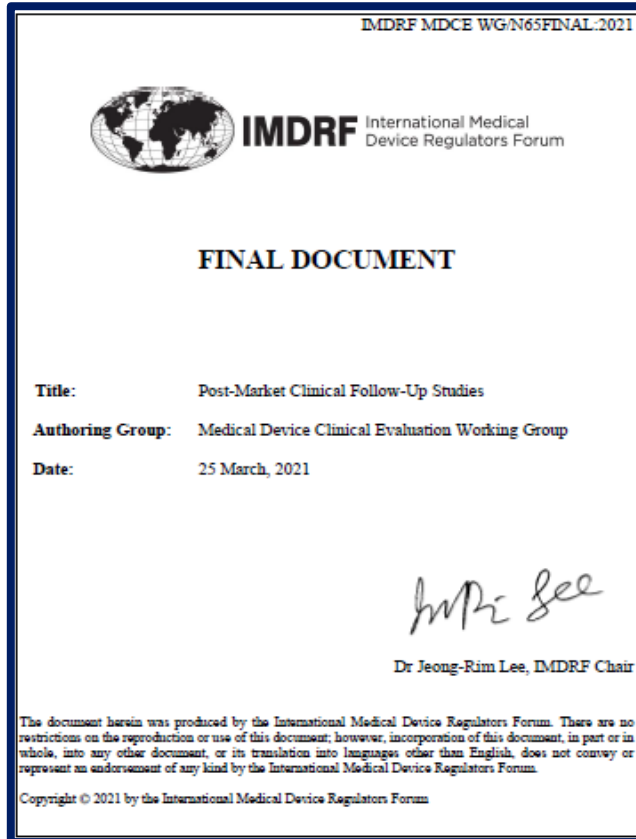 IMDRF MDCE WG/N65FINAL:2021
IMDRF International Medical
Device Regulators Forum
FINAL DOCUMENT
Title: Post-Market Clinical Follow-Up Studies
Authoring Group: Medical Device Clinical Evaluation Working Group
Date: 25 March, 2021
Dr Jeong-Rim Lee, IMDRF Chair
The document herein was produced by the International Medical Device Regulators Forum. There are no
restrictions on the reproduction or use of this document; however, incorporation of this document, in part or in
whole, into any other document, or its translation into languages other than English, does not convey or
represent an endorsement of any kind by the International Medical Device Regulators Forum.
Copyright © 2021 by the International Medical Device Regulators Forum